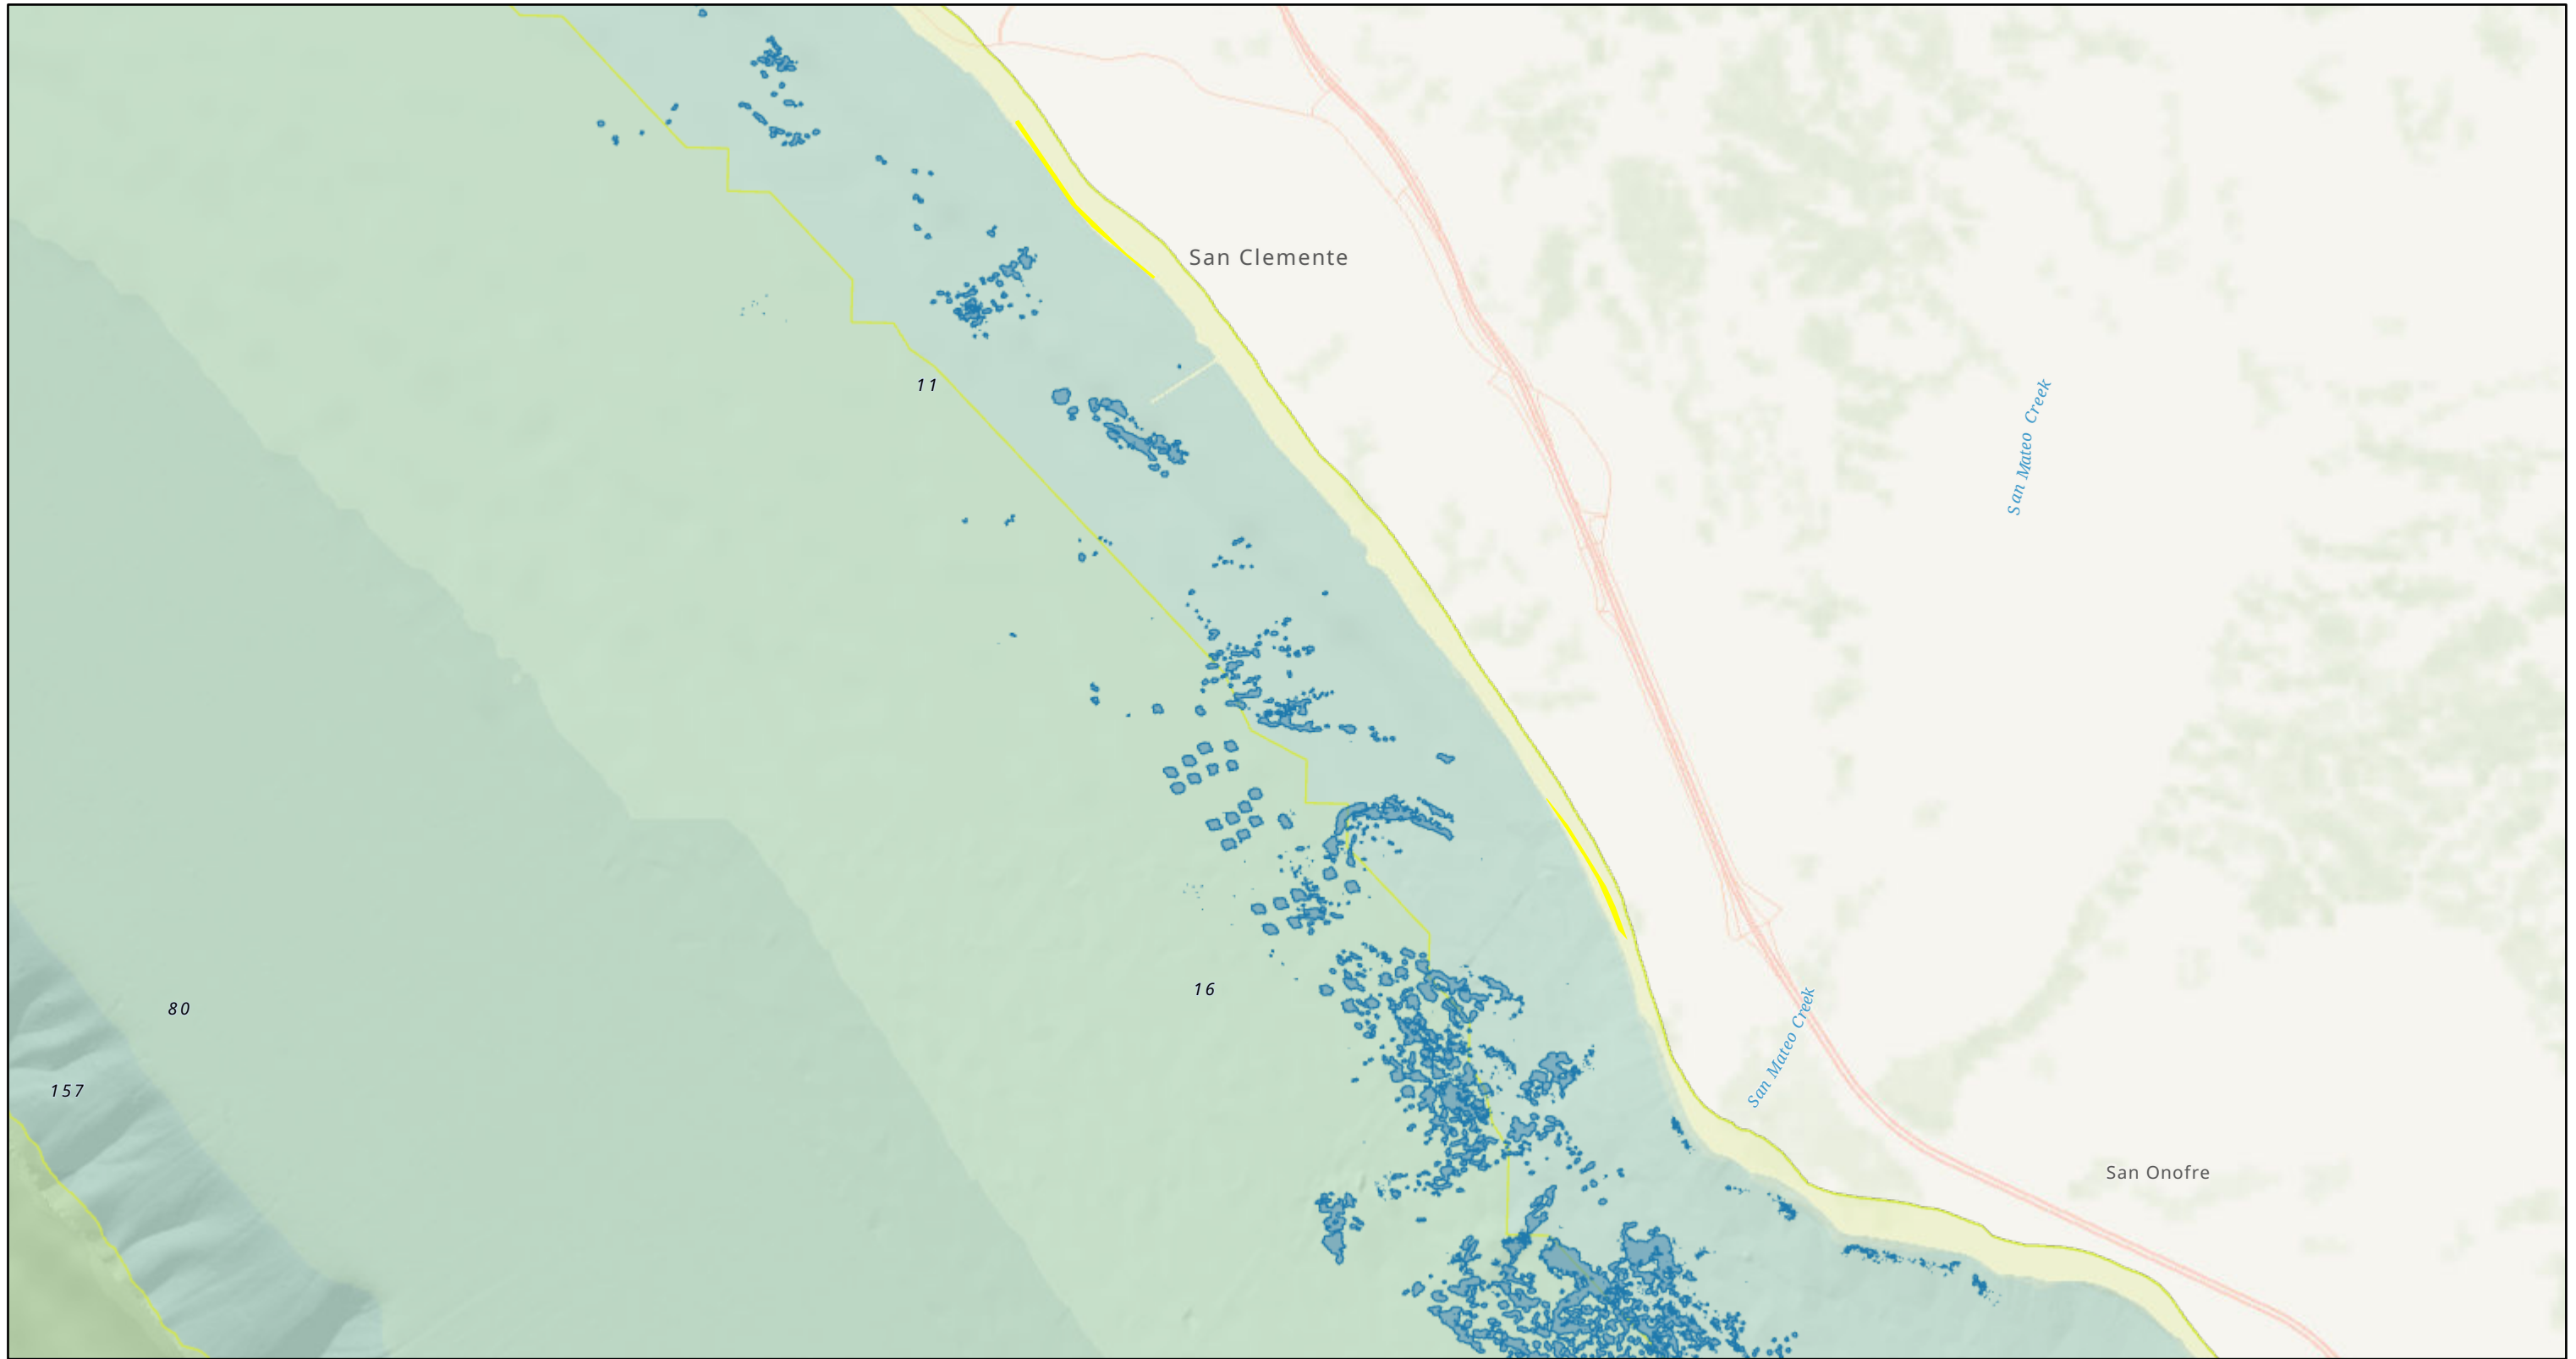 San Clemente
11
San Mateo Creek
16
80
San Mateo Creek
157
San Onofre